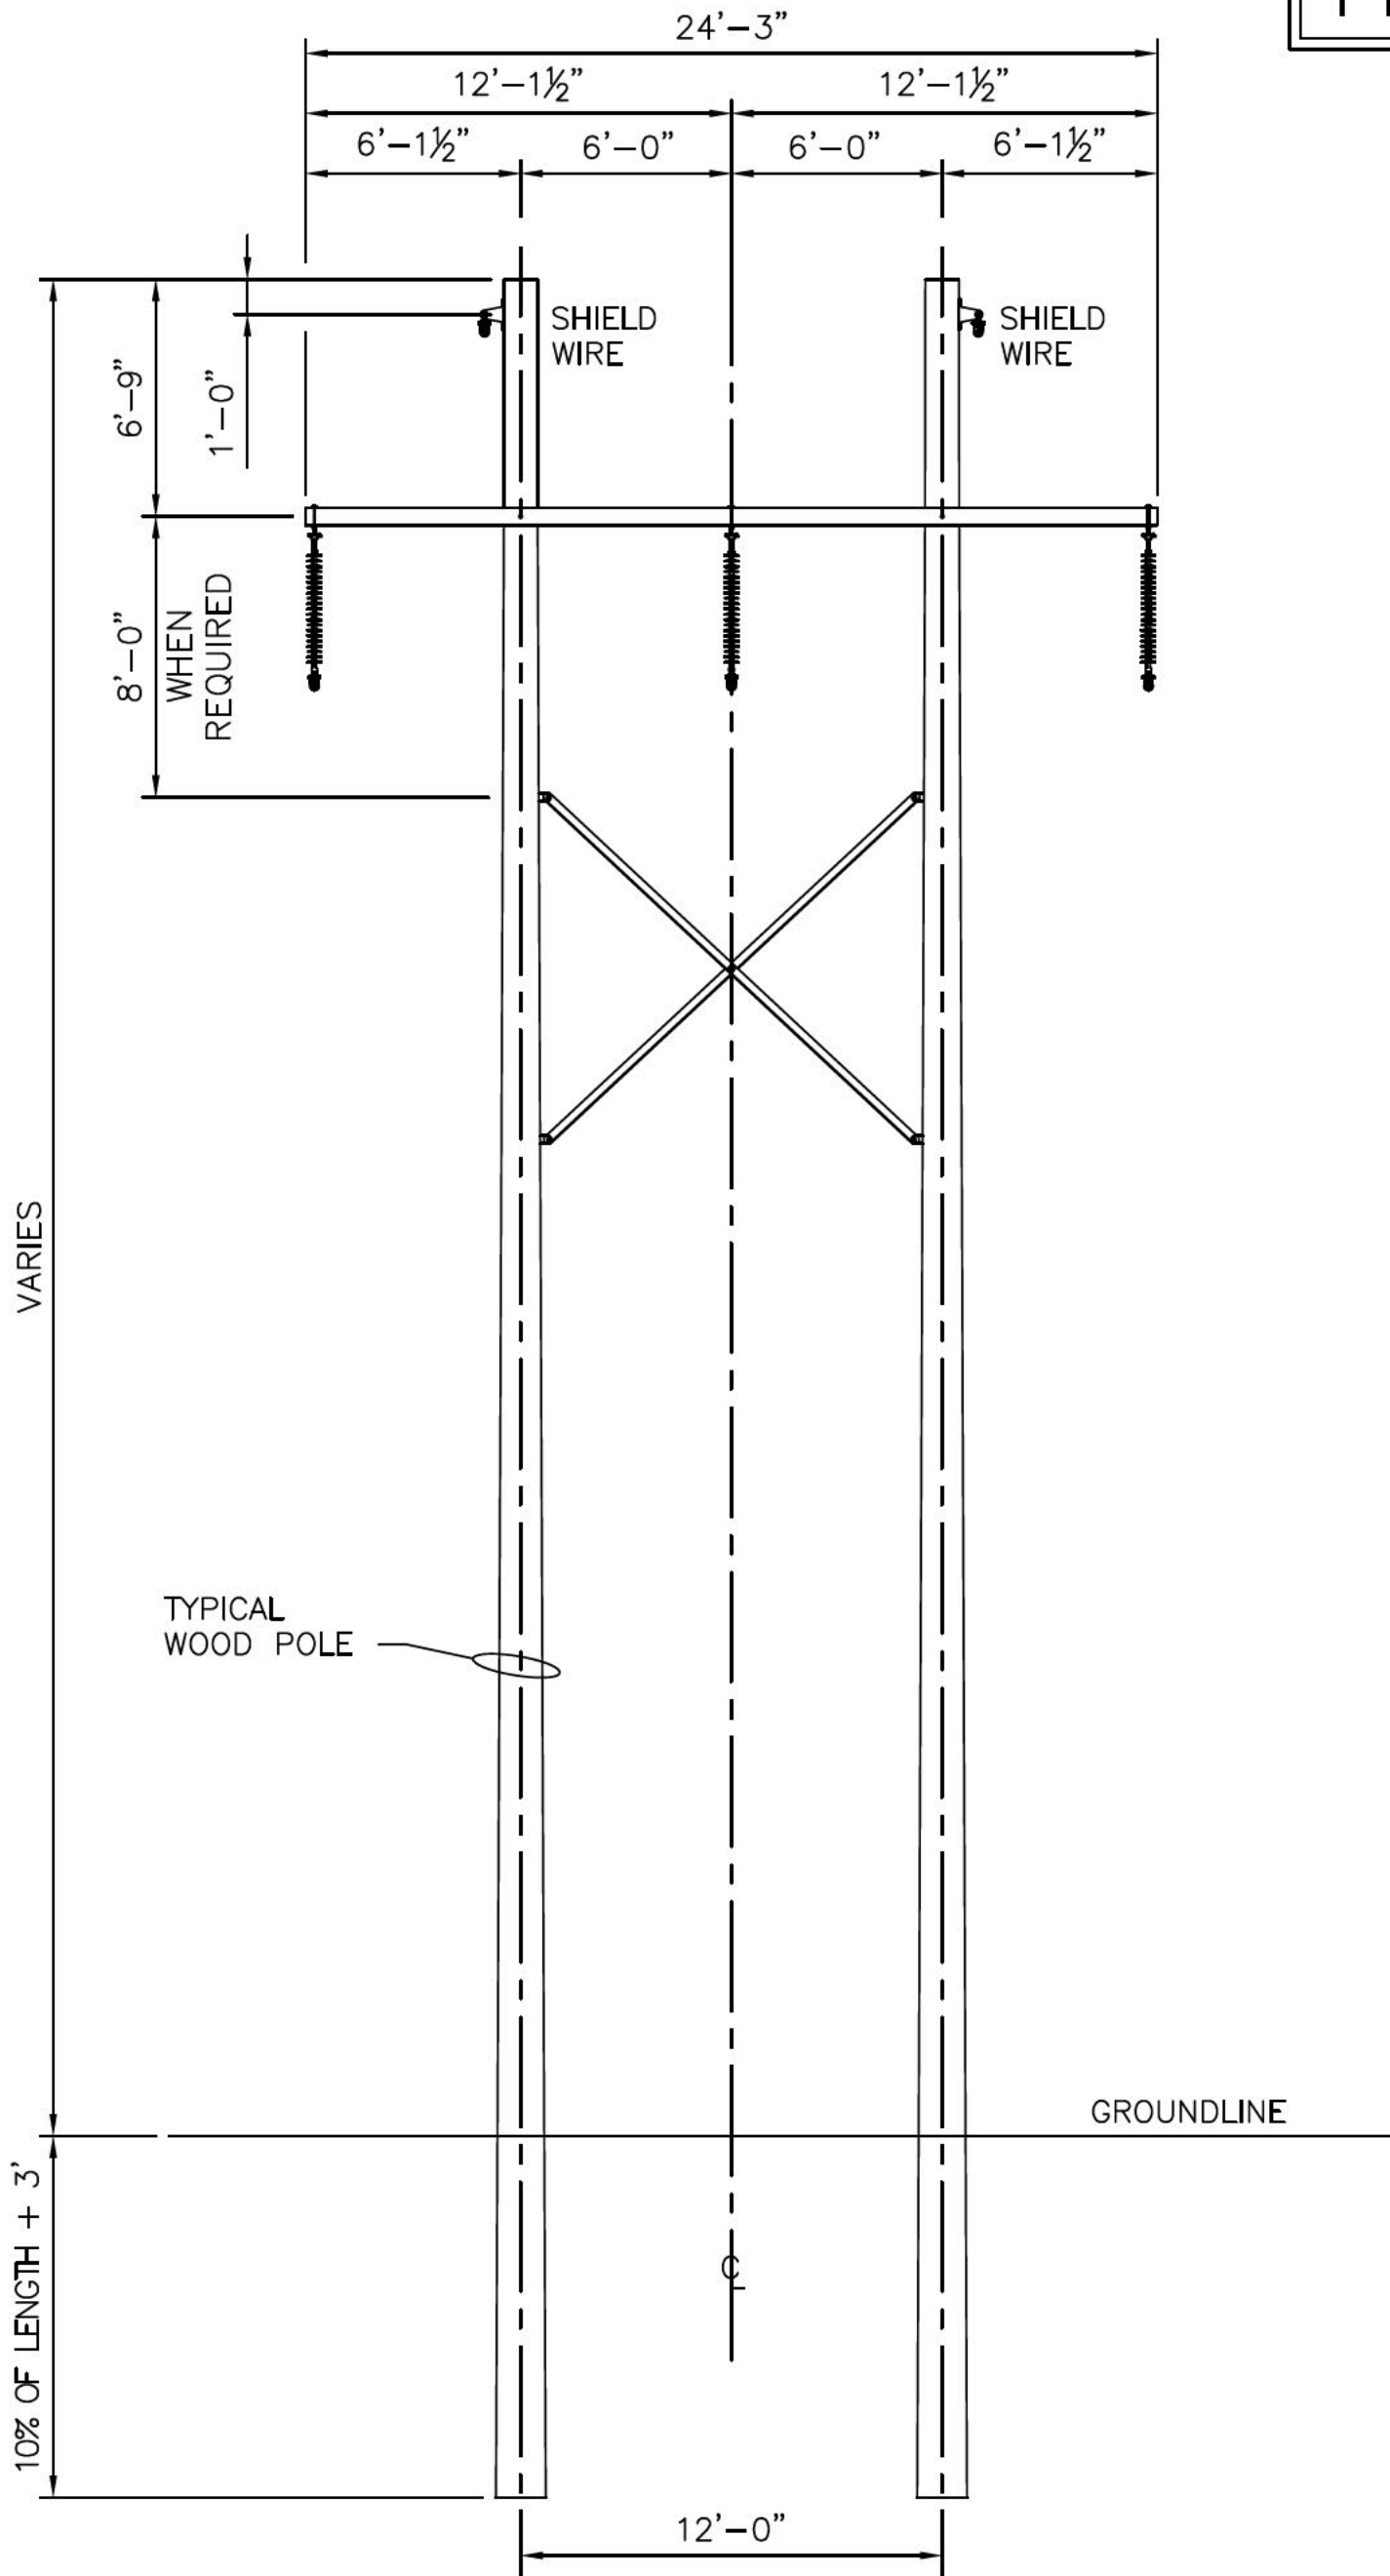 24'–3"
12'–1½"
12'–1½"
6'–1½"
6'–0"
6'–0"
6'–1½"
SHIELD
WIRE
SHIELD
WIRE
6'–9"
1'–0"
8'–0"
WHEN
REQUIRED
VARIES
TYPICAL
WOOD POLE
GROUNDLINE
10% OF LENGTH + 3'
℄
12'–0"